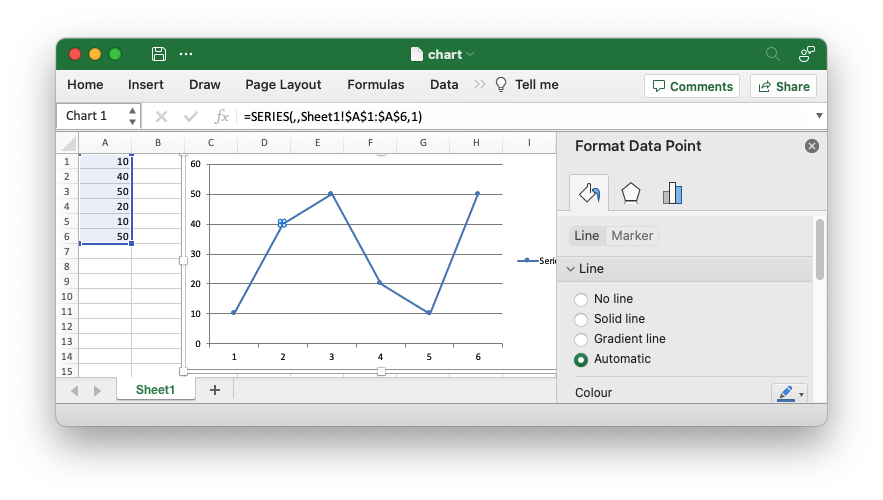 chart
Home Insert Draw Page Layout Formulas Data Tell me Comments Share
Chart 1 fx =SERIES(,,Sheet1!$A$1:$A$6,1)
A B C D E F G H I
1 10
2 40
3 50
4 20
5 10
6 50
7
8
9
10
11
12
13
14
15
60
50
40
30
20
10
0
1 2 3 4 5 6
Serie
Format Data Point
Line Marker
Line
No line
Solid line
Gradient line
Automatic
Colour
Sheet1 +